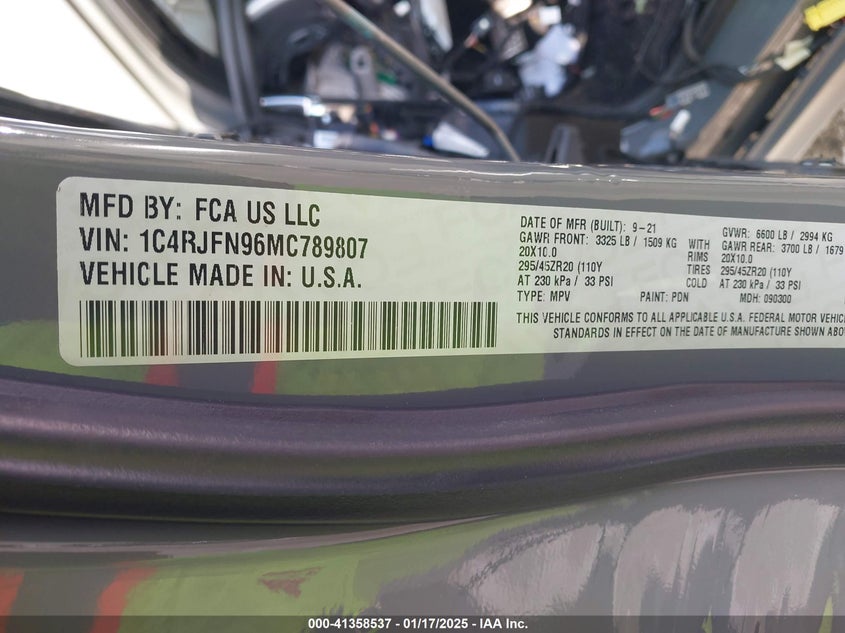 MFD BY: FCA US LLC
VIN: 1C4RJFN96MC789807
VEHICLE MADE IN: U.S.A.
DATE OF MFR (BUILT): 9-21 GVWR: 6600 LB / 2994 KG
GAWR FRONT: 3325 LB / 1509 KG WITH GAWR REAR: 3700 LB / 1679
20X10.0 RIMS 20X10.0
295/45ZR20 (110Y TIRES 295/45ZR20 (110Y
AT 230 kPa / 33 PSI COLD AT 230 kPa / 33 PSI
TYPE: MPV PAINT: PDN MDH: 090300
THIS VEHICLE CONFORMS TO ALL APPLICABLE U.S.A. FEDERAL MOTOR VEHIC
STANDARDS IN EFFECT ON THE DATE OF MANUFACTURE SHOWN ABO
000-41358537 - 01/17/2025 - IAA Inc.